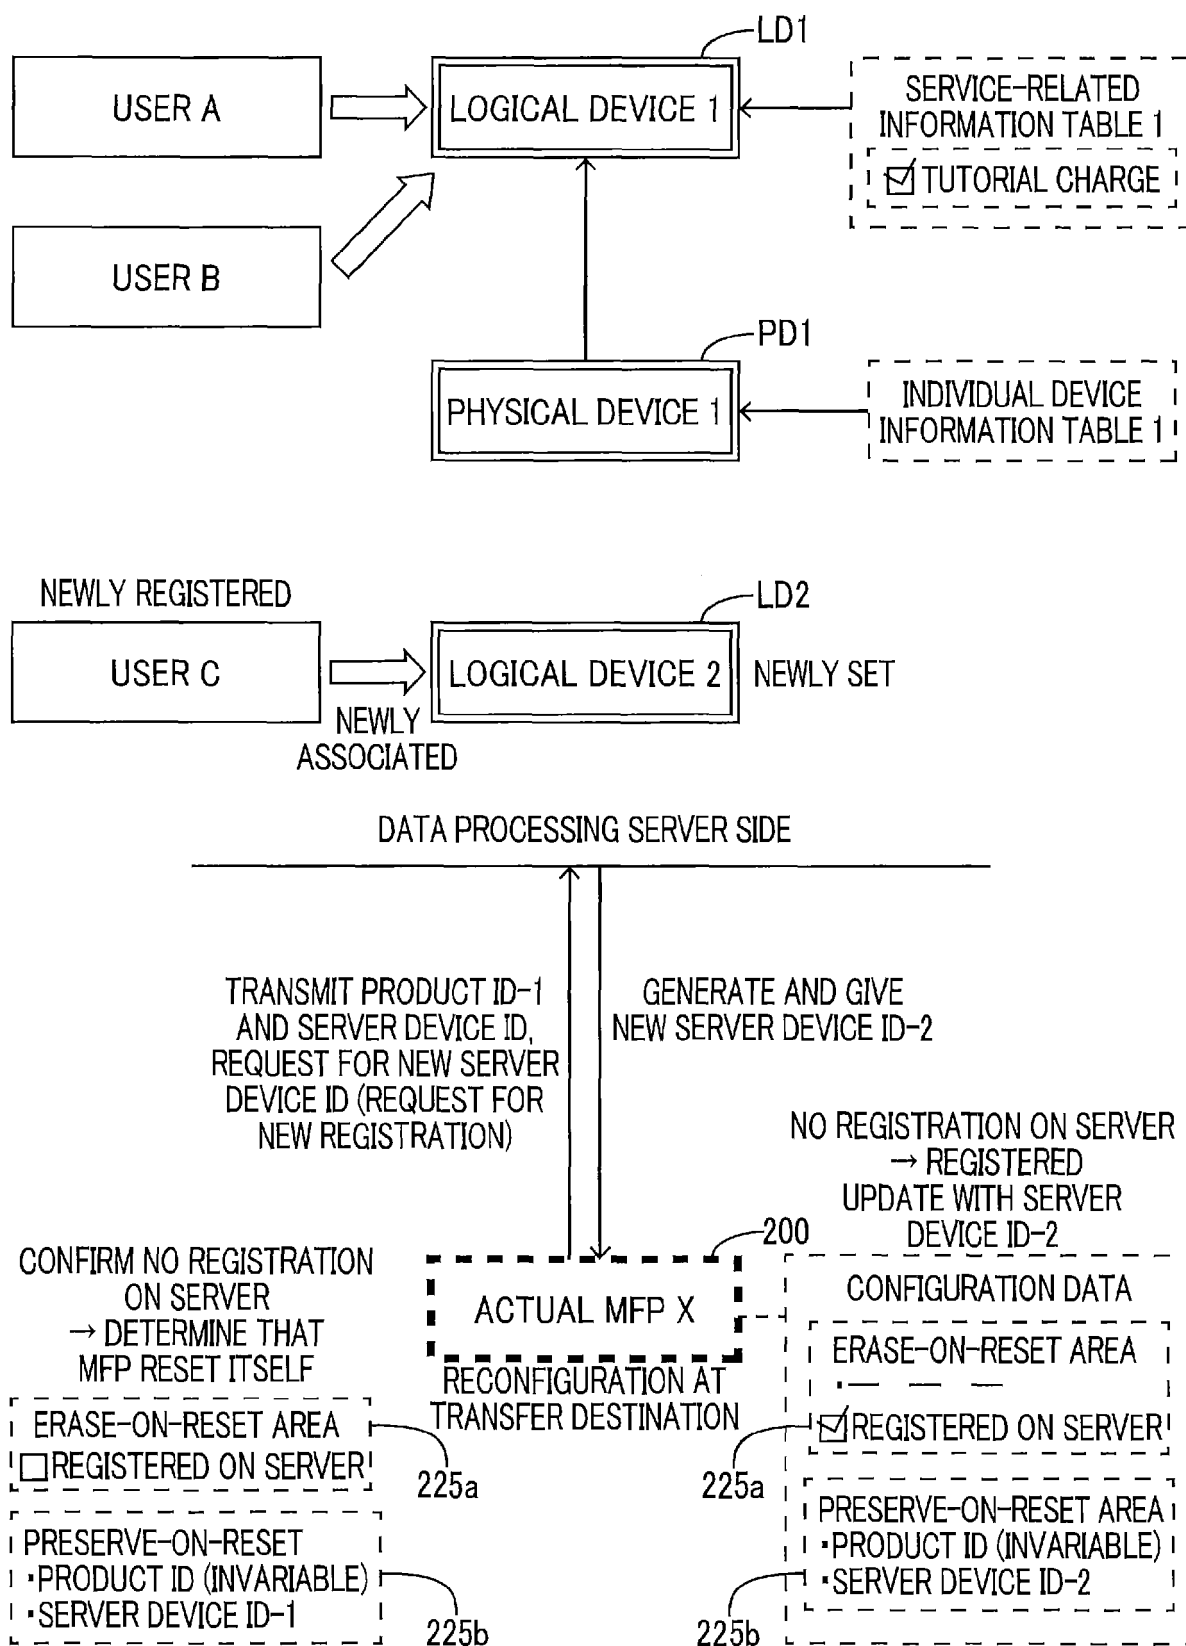 LD1
USER A
LOGICAL DEVICE 1
SERVICE-RELATED
INFORMATION TABLE 1
TUTORIAL CHARGE
USER B
PD1
PHYSICAL DEVICE 1
INDIVIDUAL DEVICE
INFORMATION TABLE 1
NEWLY REGISTERED
LD2
USER C
LOGICAL DEVICE 2
NEWLY SET
NEWLY
ASSOCIATED
DATA PROCESSING SERVER SIDE
TRANSMIT PRODUCT ID-1
AND SERVER DEVICE ID,
REQUEST FOR NEW SERVER
DEVICE ID (REQUEST FOR
NEW REGISTRATION)
GENERATE AND GIVE
NEW SERVER DEVICE ID-2
NO REGISTRATION ON SERVER
→ REGISTERED
UPDATE WITH SERVER
DEVICE ID-2
200
CONFIRM NO REGISTRATION
ON SERVER
→ DETERMINE THAT
MFP RESET ITSELF
ACTUAL MFP X
RECONFIGURATION AT
TRANSFER DESTINATION
CONFIGURATION DATA
ERASE-ON-RESET AREA
REGISTERED ON SERVER
225a
ERASE-ON-RESET AREA
· — — —
REGISTERED ON SERVER
225a
PRESERVE-ON-RESET
·PRODUCT ID (INVARIABLE)
·SERVER DEVICE ID-1
225b
PRESERVE-ON-RESET AREA
·PRODUCT ID (INVARIABLE)
·SERVER DEVICE ID-2
225b